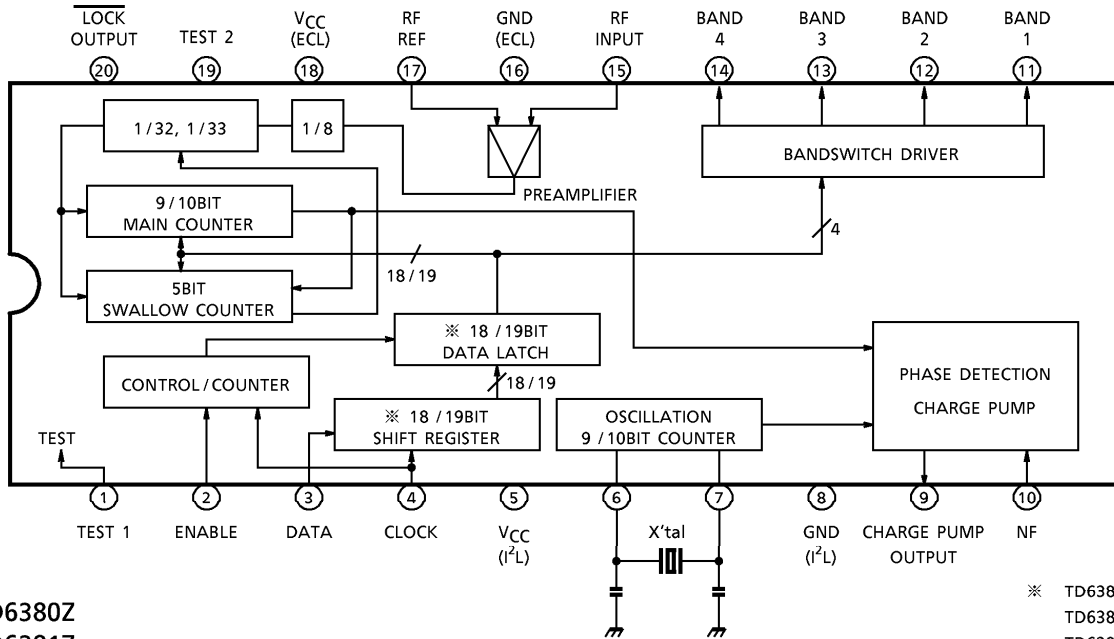 LOCK OUTPUT
TEST 2
VCC (ECL)
RF REF
GND (ECL)
RF INPUT
BAND 4
BAND 3
BAND 2
BAND 1
20 19 18 17 16 15 14 13 12 11
1/32, 1/33
1/8
PREAMPLIFIER
BANDSWITCH DRIVER
9/10BIT
MAIN COUNTER
4
18/19
5BIT
SWALLOW COUNTER
※ 18/19BIT
DATA LATCH
18/19
CONTROL/COUNTER
PHASE DETECTION
CHARGE PUMP
※ 18/19BIT
SHIFT REGISTER
OSCILLATION
9/10BIT COUNTER
TEST
1 2 3 4 5 6 7 8 9 10
TEST 1
ENABLE
DATA
CLOCK
VCC
(I²L)
X'tal
GND
(I²L)
CHARGE PUMP
OUTPUT
NF
※ TD638
TD638
6380Z